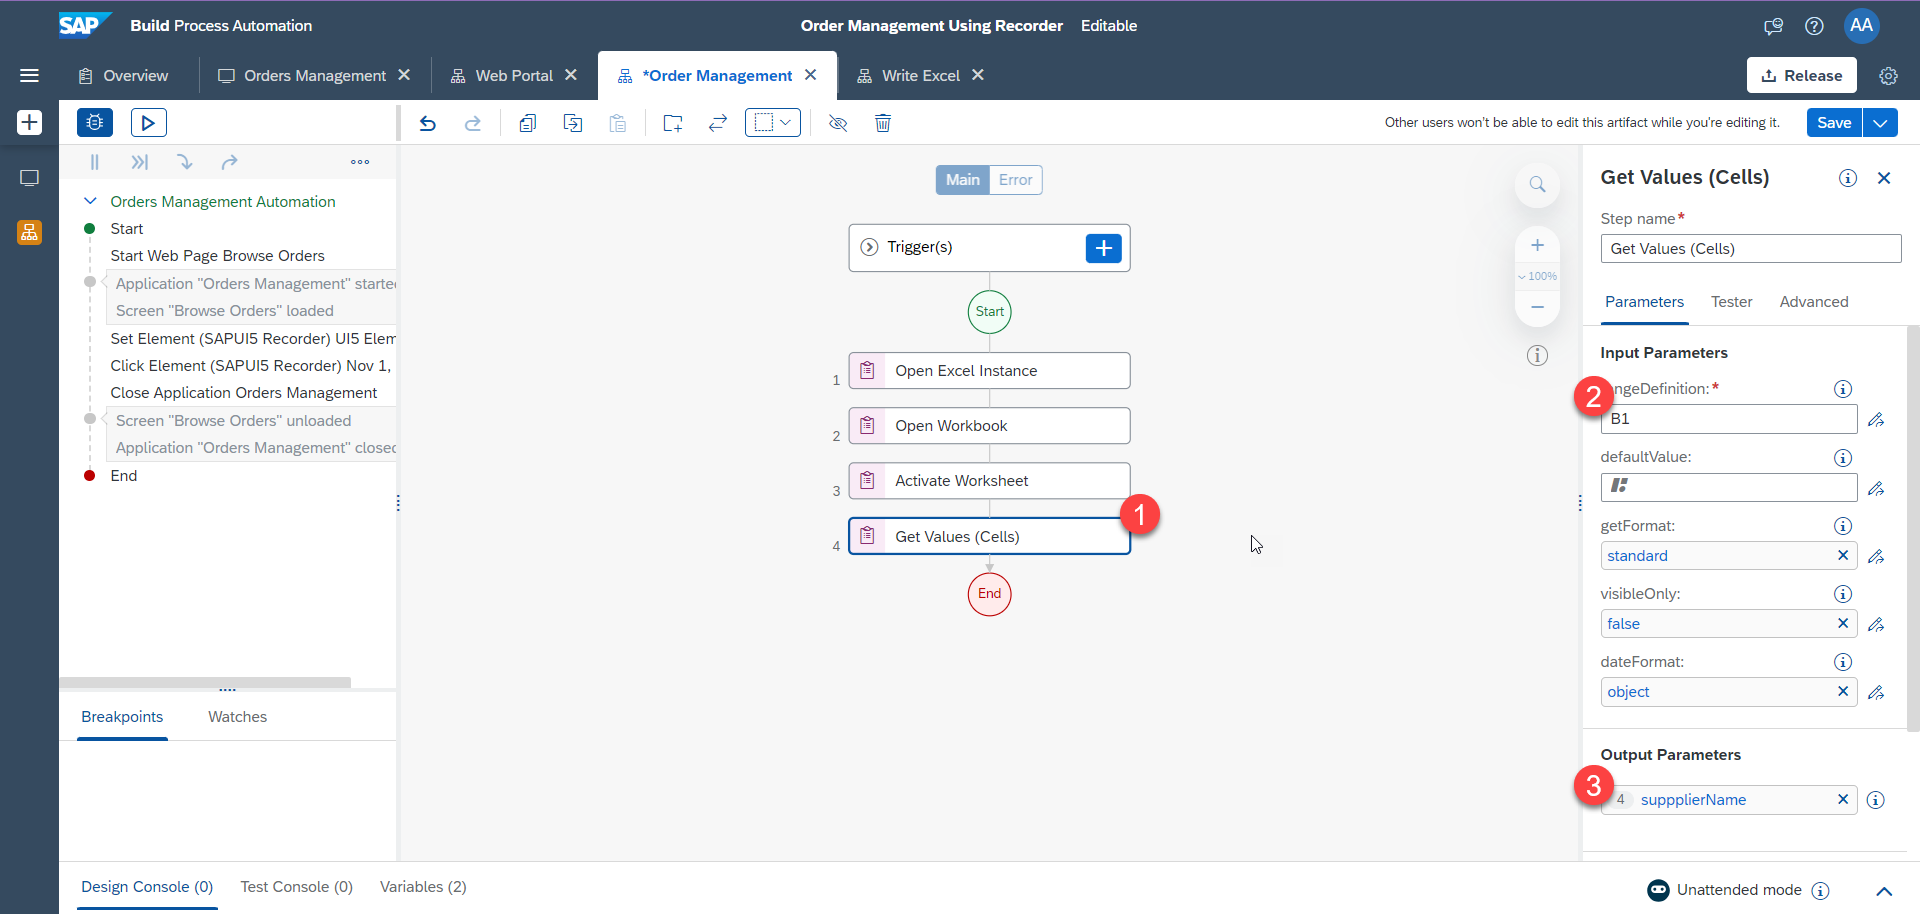 SAP Build Process Automation
Order Management Using Recorder Editable
AA
Overview
Orders Management
Web Portal
*Order Management
Write Excel
Release
Other users won't be able to edit this artifact while you're editing it.
Save
Orders Management Automation
Start
Start Web Page Browse Orders
Application "Orders Management" starte
Screen "Browse Orders" loaded
Set Element (SAPUI5 Recorder) UI5 Elem
Click Element (SAPUI5 Recorder) Nov 1,
Close Application Orders Management
Screen "Browse Orders" unloaded
Application "Orders Management" closed
End
Breakpoints
Watches
Main Error
Trigger(s)
Start
1 Open Excel Instance
2 Open Workbook
3 Activate Worksheet
1
4 Get Values (Cells)
End
100%
Get Values (Cells)
Step name*
Get Values (Cells)
Parameters Tester Advanced
Input Parameters
2
ngeDefinition:*
B1
defaultValue:
getFormat:
standard
visibleOnly:
false
dateFormat:
object
Output Parameters
3
4 suppplierName
Design Console (0)
Test Console (0)
Variables (2)
Unattended mode